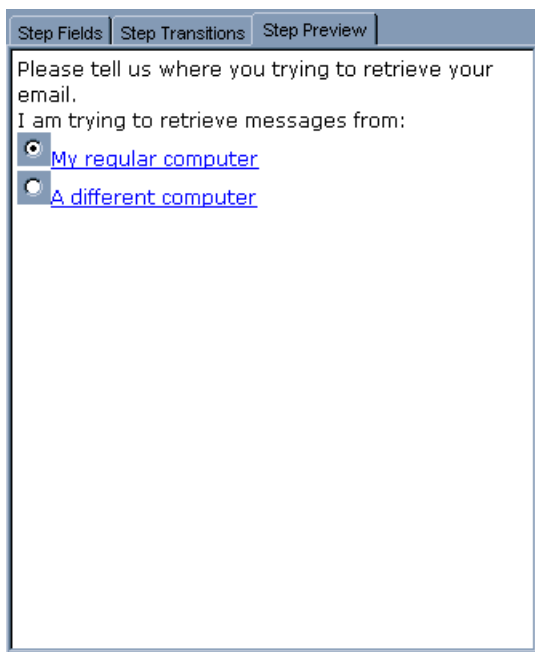 Step Fields Step Transitions Step Preview
Please tell us where you trying to retrieve your
email.
I am trying to retrieve messages from:
My regular computer
A different computer